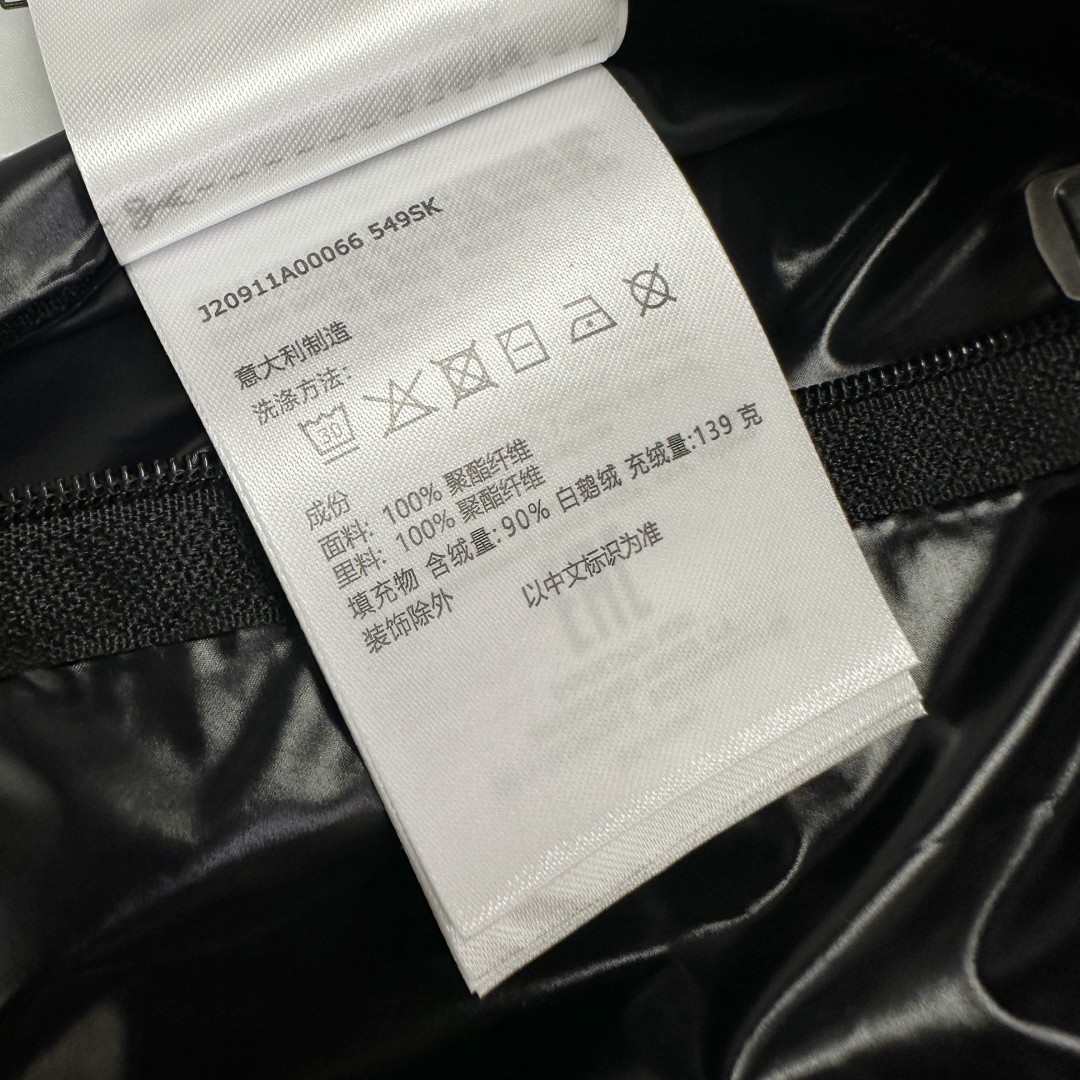 J20911A00066 549SK
意大利制造
洗涤方法:
30
成份
面料: 100% 聚酯纤维
里料: 100% 聚酯纤维
填充物 含绒量:90% 白鹅绒 充绒量:139 克
装饰除外 以中文标识为准